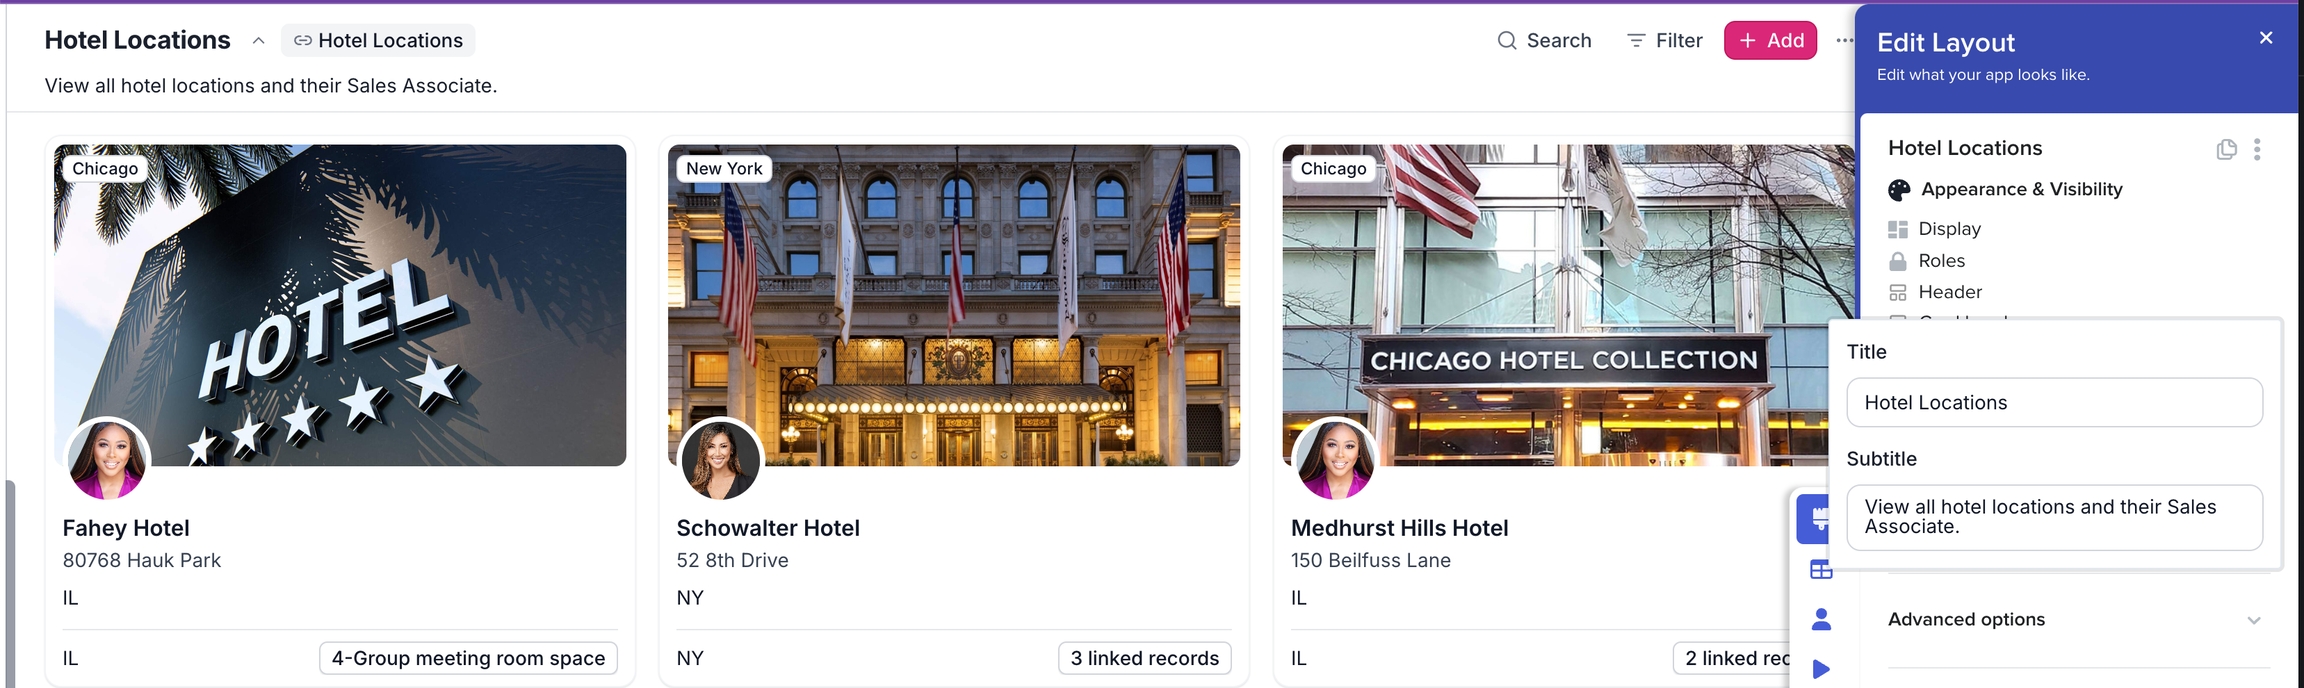 Hotel Locations
Hotel Locations
Search
Filter
+ Add
View all hotel locations and their Sales Associate.
Chicago
HOTEL
Fahey Hotel
80768 Hauk Park
IL
IL
4-Group meeting room space
New York
Schowalter Hotel
52 8th Drive
NY
NY
3 linked records
Chicago
CHICAGO HOTEL COLLECTION
Medhurst Hills Hotel
150 Beilfuss Lane
IL
IL
2 linked
Edit Layout
Edit what your app looks like.
Hotel Locations
Appearance & Visibility
Display
Roles
Header
Title
Hotel Locations
Subtitle
View all hotel locations and their Sales
Associate.
Advanced options